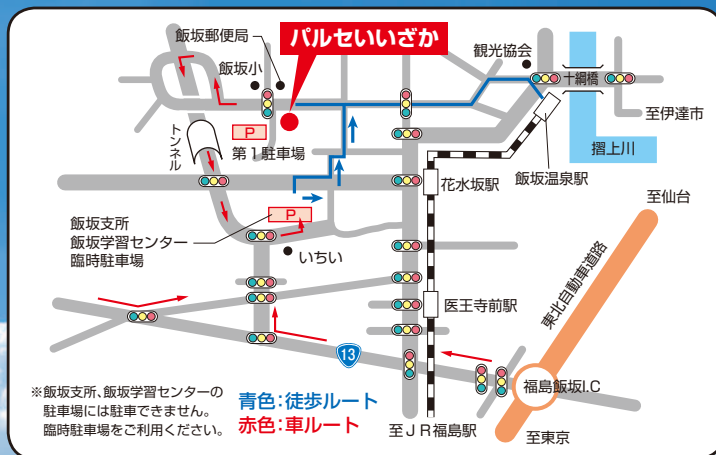 飯坂郵便局
飯坂小
パルセいいざか
観光協会
十綱橋
至伊達市
摺上川
飯坂温泉駅
トンネル
P
第1駐車場
花水坂駅
至仙台
P
飯坂支所
飯坂学習センター
臨時駐車場
いちい
東北自動車道路
医王寺前駅
13
福島飯坂I.C
※飯坂支所、飯坂学習センターの
駐車場には駐車できません。
臨時駐車場をご利用ください。
青色:徒歩ルート
赤色:車ルート
至JR福島駅
至東京